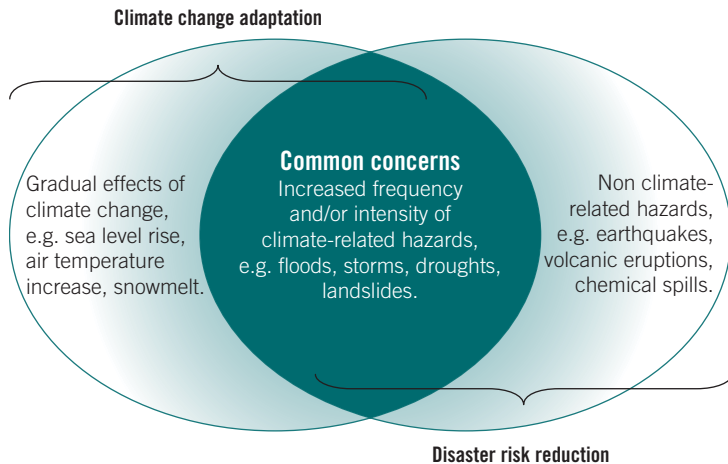 Climate change adaptation
Gradual effects of
climate change,
e.g. sea level rise,
air temperature
increase, snowmelt.
Common concerns
Increased frequency
and/or intensity of
climate-related hazards,
e.g. floods, storms, droughts,
landslides.
Non climate-
related hazards,
e.g. earthquakes,
volcanic eruptions,
chemical spills.
Disaster risk reduction